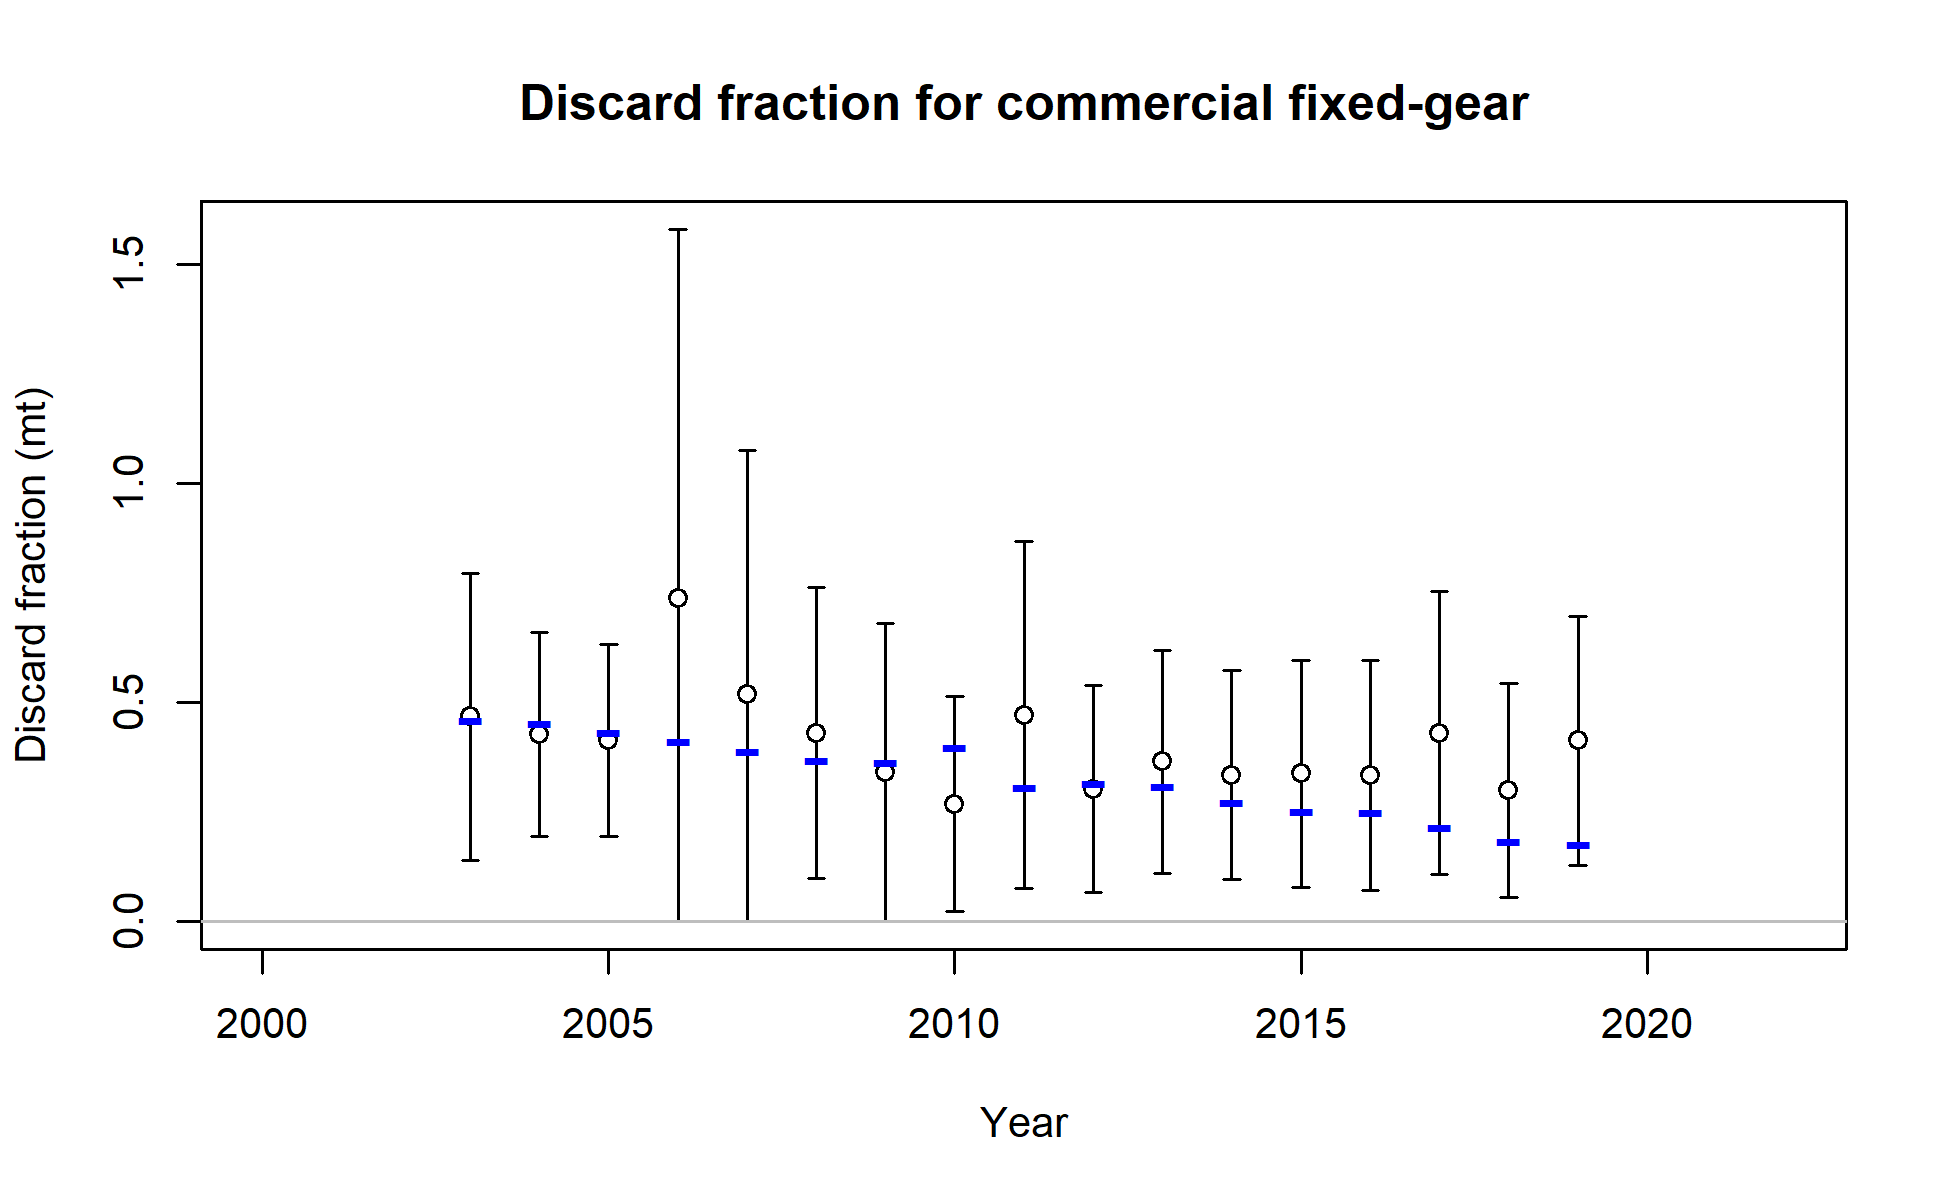 Discard fraction for commercial fixed-gear
Discard fraction (mt)
1.5
1.0
0.5
0.0
2000 2005 2010 2015 2020
Year